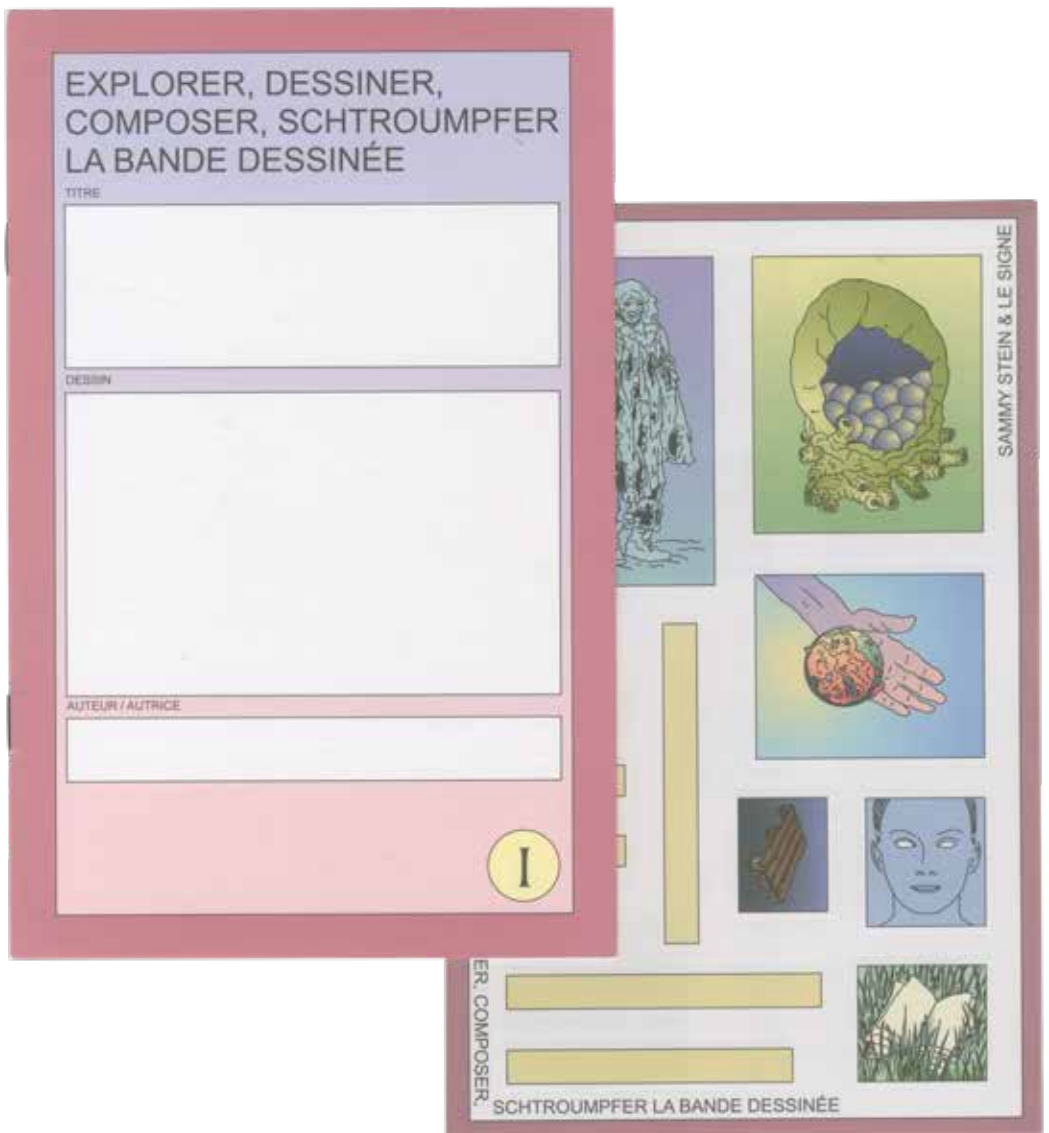 EXPLORER, DESSINER,
COMPOSER, SCHTROUMPFER
LA BANDE DESSINÉE
TITRE
DESSIN
AUTEUR / AUTRICE
I
SAMMY STEIN & LE SIGNE
ER, COMPOSER,
SCHTROUMPFER LA BANDE DESSINÉE